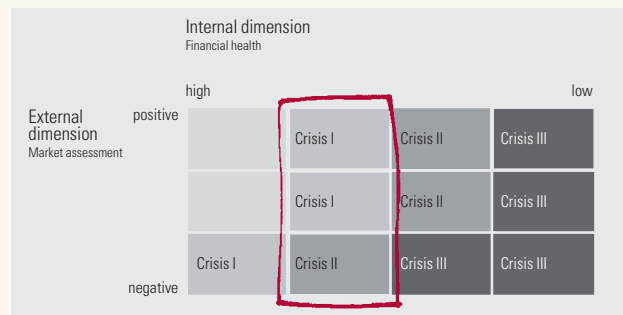 Internal dimension
Financial health
high
low
External
dimension
Market assessment
positive
Crisis I
Crisis II
Crisis III
Crisis I
Crisis II
Crisis III
Crisis I
Crisis II
Crisis III
Crisis III
negative